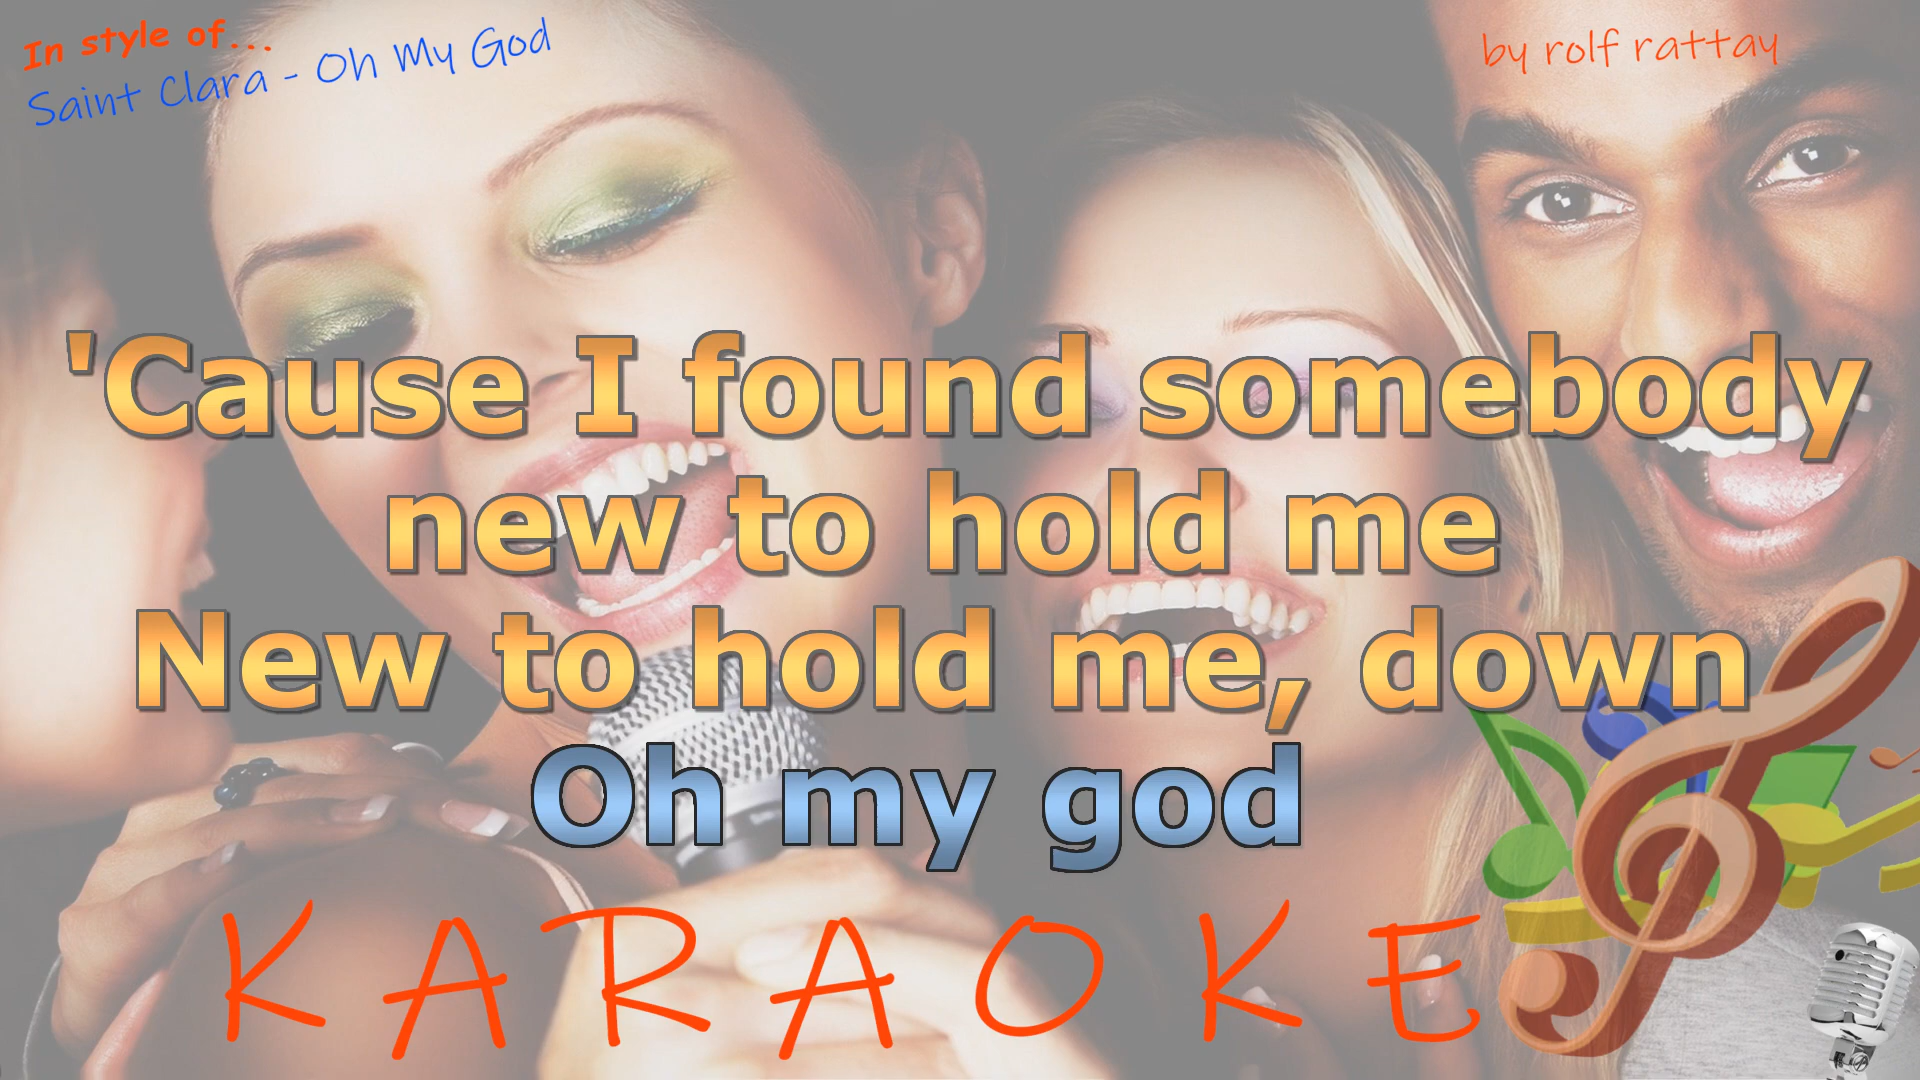 In style of...
Saint Clara - Oh My God
by rolf rattay
'Cause I found somebody
new to hold me
New to hold me, down
Oh my god
KARAOKE